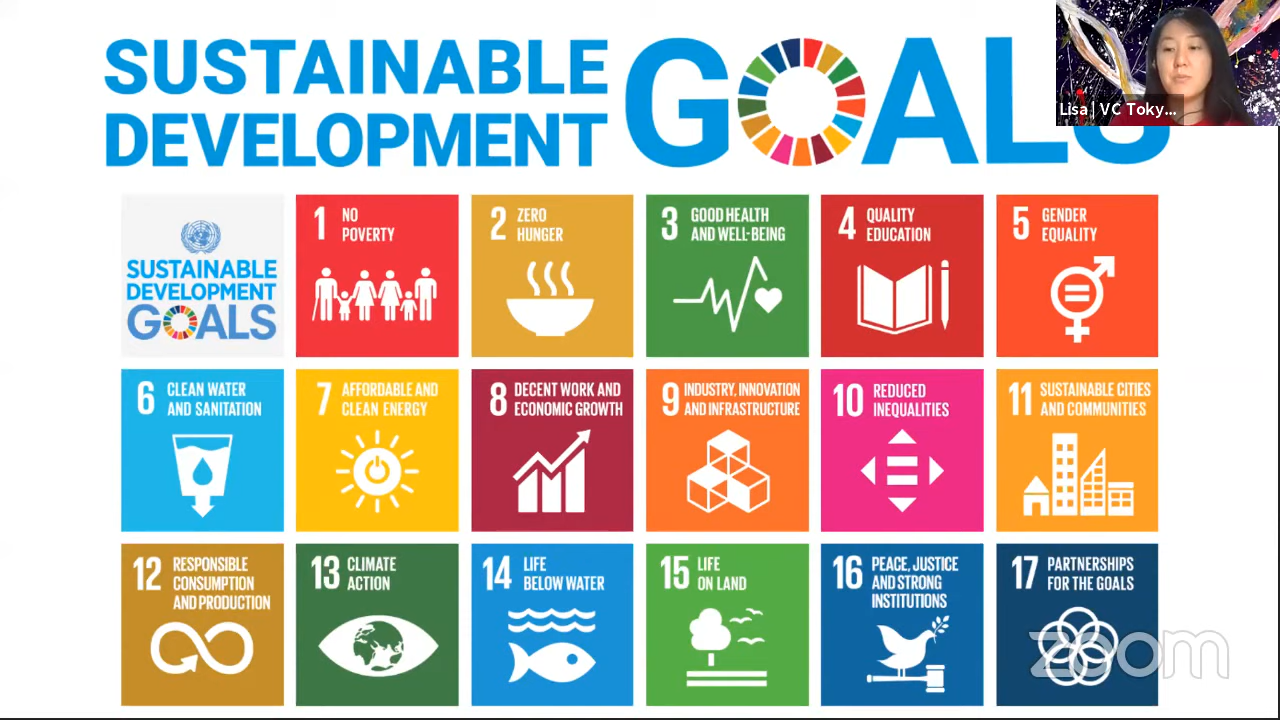 SUSTAINABLE
DEVELOPMENT
GOALS
Lisa | VC Toky...
SUSTAINABLE
DEVELOPMENT
GOALS
1 NO
POVERTY
2 ZERO
HUNGER
3 GOOD HEALTH
AND WELL-BEING
4 QUALITY
EDUCATION
5 GENDER
EQUALITY
6 CLEAN WATER
AND SANITATION
7 AFFORDABLE AND
CLEAN ENERGY
8 DECENT WORK AND
ECONOMIC GROWTH
9 INDUSTRY, INNOVATION
AND INFRASTRUCTURE
10 REDUCED
INEQUALITIES
11 SUSTAINABLE CITIES
AND COMMUNITIES
12 RESPONSIBLE
CONSUMPTION
AND PRODUCTION
13 CLIMATE
ACTION
14 LIFE
BELOW WATER
15 LIFE
ON LAND
16 PEACE, JUSTICE
AND STRONG
INSTITUTIONS
17 PARTNERSHIPS
FOR THE GOALS
zoom